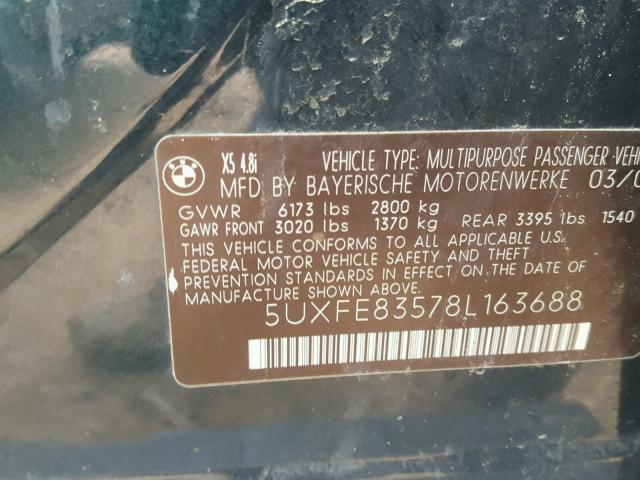 BMW
X5 4.8i
VEHICLE TYPE: MULTIPURPOSE PASSENGER
MFD BY BAYERISCHE MOTORENWERKE 03/0
GVWR 6173 lbs 2800 kg
GAWR FRONT 3020 lbs 1370 kg REAR 3395 lbs 1540
THIS VEHICLE CONFORMS TO ALL APPLICABLE U.S.
FEDERAL MOTOR VEHICLE SAFETY AND THEFT
PREVENTION STANDARDS IN EFFECT ON THE DATE OF
MANUFACTURE SHOWN ABOVE.
5UXFE83578L163688